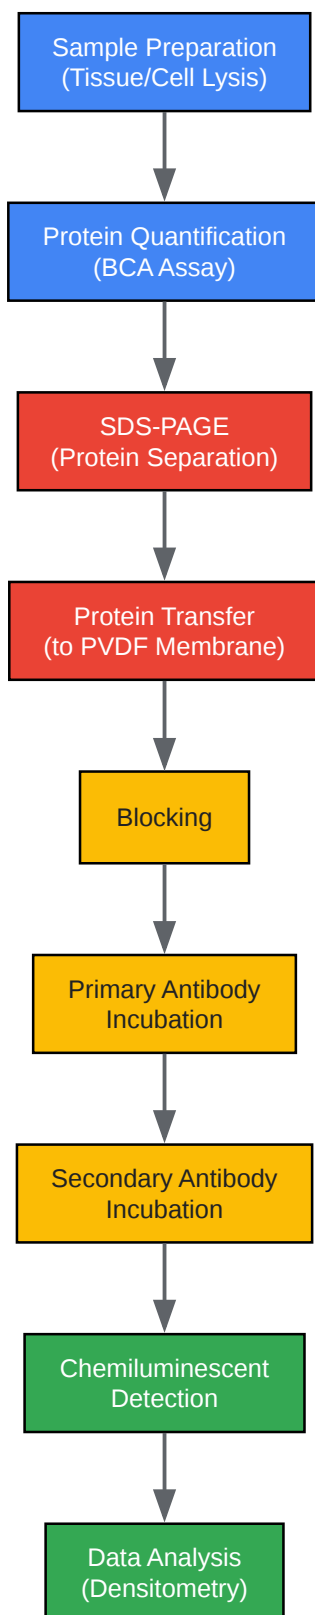 Sample Preparation
(Tissue/Cell Lysis)
Protein Quantification
(BCA Assay)
SDS-PAGE
(Protein Separation)
Protein Transfer
(to PVDF Membrane)
Blocking
Primary Antibody
Incubation
Secondary Antibody
Incubation
Chemiluminescent
Detection
Data Analysis
(Densitometry)